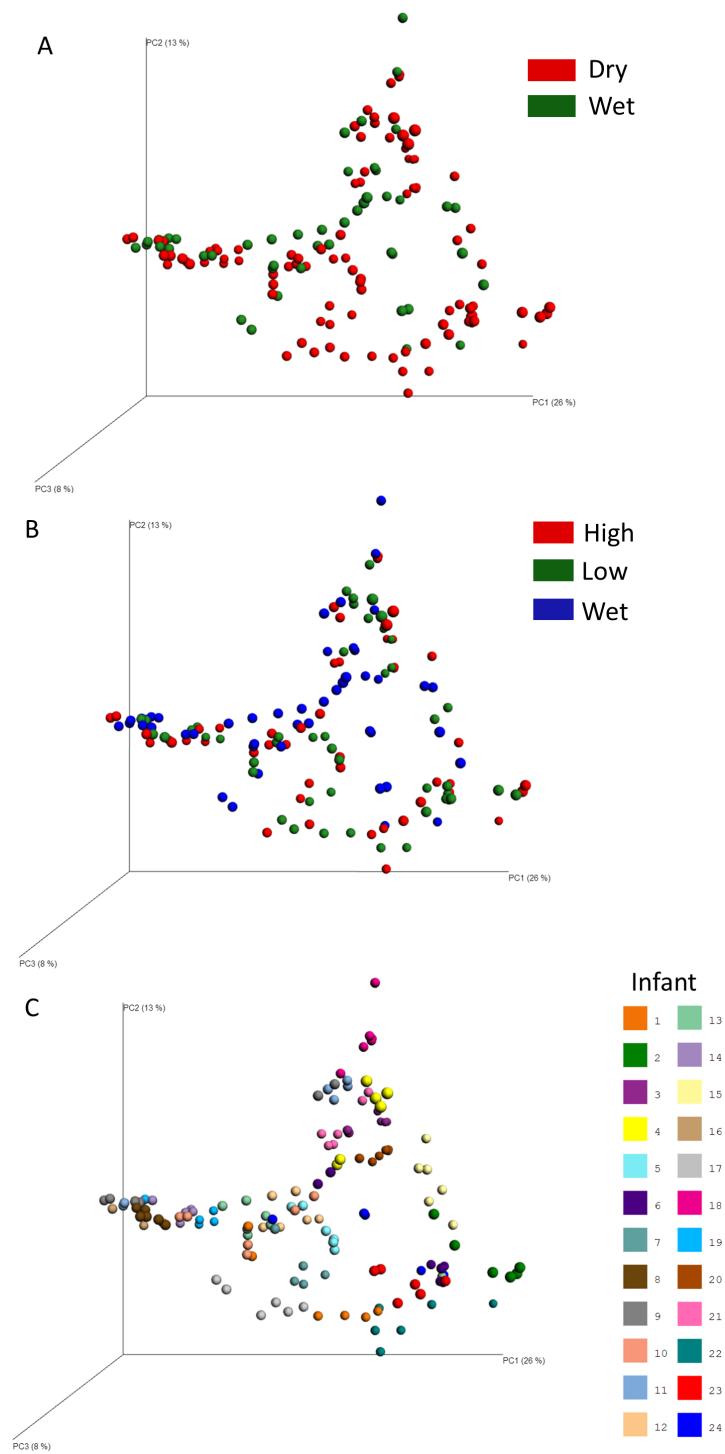 A
PC2 (13 %)
Dry
Wet
PC1 (26 %)
PC3 (8 %)
B
PC2 (13 %)
High
Low
Wet
PC1 (26 %)
PC3 (8 %)
C
PC2 (13 %)
Infant
1 13
2 14
3 15
4 16
5 17
6 18
7 19
8 20
9 21
10 22
11 23
12 24
PC1 (26 %)
PC3 (8 %)